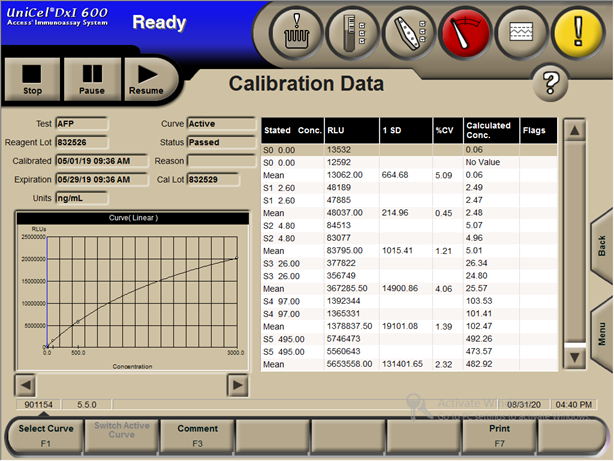 UniCel®DxI 600
Access® Immunoassay System
Ready
Stop
Pause
Resume
Calibration Data
?
Test AFP
Curve Active
Reagent Lot 832526
Status Passed
Calibrated 05/01/19 09:36 AM
Reason
Expiration 05/29/19 09:36 AM
Cal Lot 832529
Units ng/mL
Curve( Linear )
RLUs
25000000
20000000
15000000
10000000
5000000
0
0.0
500.0
3000.0
Concentration
Stated Conc. RLU 1 SD %CV Calculated Conc. Flags
S0 0.00 13532 0.06
S0 0.00 12592 No Value
Mean 13062.00 664.68 5.09 0.06
S1 2.60 48189 2.49
S1 2.60 47885 2.47
Mean 48037.00 214.96 0.45 2.48
S2 4.80 84513 5.07
S2 4.80 83077 4.96
Mean 83795.00 1015.41 1.21 5.01
S3 26.00 377822 26.34
S3 26.00 356749 24.80
Mean 367285.50 14900.86 4.06 25.57
S4 97.00 1392344 103.53
S4 97.00 1365331 101.41
Mean 1378837.50 19101.08 1.39 102.47
S5 495.00 5746473 492.26
S5 495.00 5560643 473.57
Mean 5653558.00 131401.65 2.32 482.92
Back
Menu
901154 5.5.0
08/31/20 04:40 PM
Activate Windows
Go to PC settings to activate Windows.
Select Curve
F1
Switch Active
Curve
Comment
F3
Print
F7